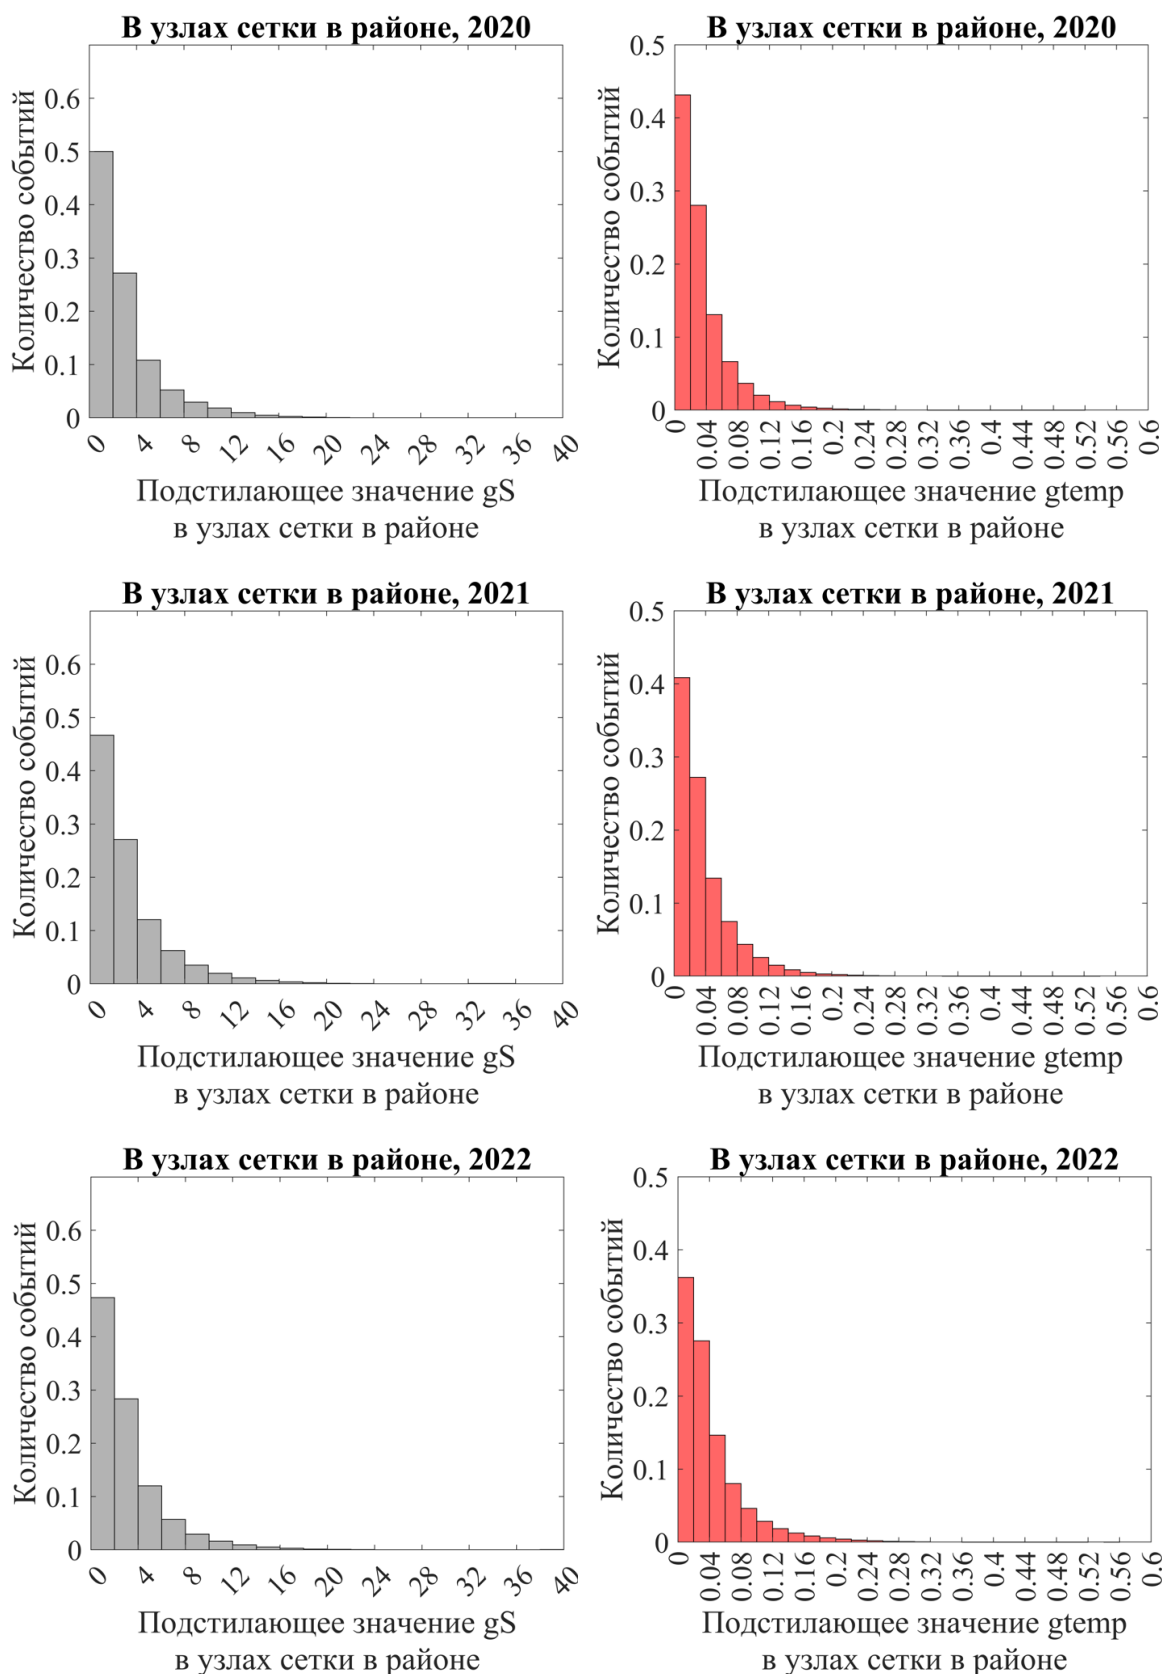 В узлах сетки в районе, 2020
Количество событий
0.6
0.5
0.4
0.3
0.2
0.1
0
0 4 8 12 16 20 24 28 32 36 40
Подстилающее значение gS
в узлах сетки в районе
В узлах сетки в районе, 2020
Количество событий
0.5
0.4
0.3
0.2
0.1
0
0 0.04 0.08 0.12 0.16 0.2 0.24 0.28 0.32 0.36 0.4 0.44 0.48 0.52 0.56 0.6
Подстилающее значение gtemp
в узлах сетки в районе
В узлах сетки в районе, 2021
Количество событий
0.6
0.5
0.4
0.3
0.2
0.1
0
0 4 8 12 16 20 24 28 32 36 40
Подстилающее значение gS
в узлах сетки в районе
В узлах сетки в районе, 2021
Количество событий
0.5
0.4
0.3
0.2
0.1
0
0 0.04 0.08 0.12 0.16 0.2 0.24 0.28 0.32 0.36 0.4 0.44 0.48 0.52 0.56 0.6
Подстилающее значение gtemp
в узлах сетки в районе
В узлах сетки в районе, 2022
Количество событий
0.6
0.5
0.4
0.3
0.2
0.1
0
0 4 8 12 16 20 24 28 32 36 40
Подстилающее значение gS
в узлах сетки в районе
В узлах сетки в районе, 2022
Количество событий
0.5
0.4
0.3
0.2
0.1
0
0 0.04 0.08 0.12 0.16 0.2 0.24 0.28 0.32 0.36 0.4 0.44 0.48 0.52 0.56 0.6
Подстилающее значение gtemp
в узлах сетки в районе